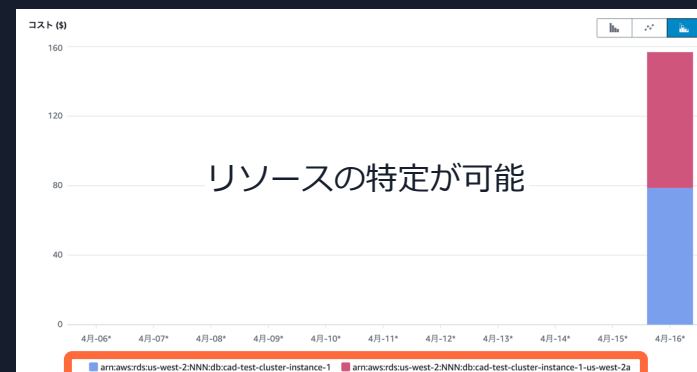 コスト ($)
160
120
リソースの特定が可能
80
40
0
4月-06* 4月-07* 4月-08* 4月-09* 4月-10* 4月-11* 4月-12* 4月-13* 4月-14* 4月-15* 4月-16*
arn:aws:rds:us-west-2:NNN:db:cad-test-cluster-instance-1 arn:aws:rds:us-west-2:NNN:db:cad-test-cluster-instance-1-us-west-2a